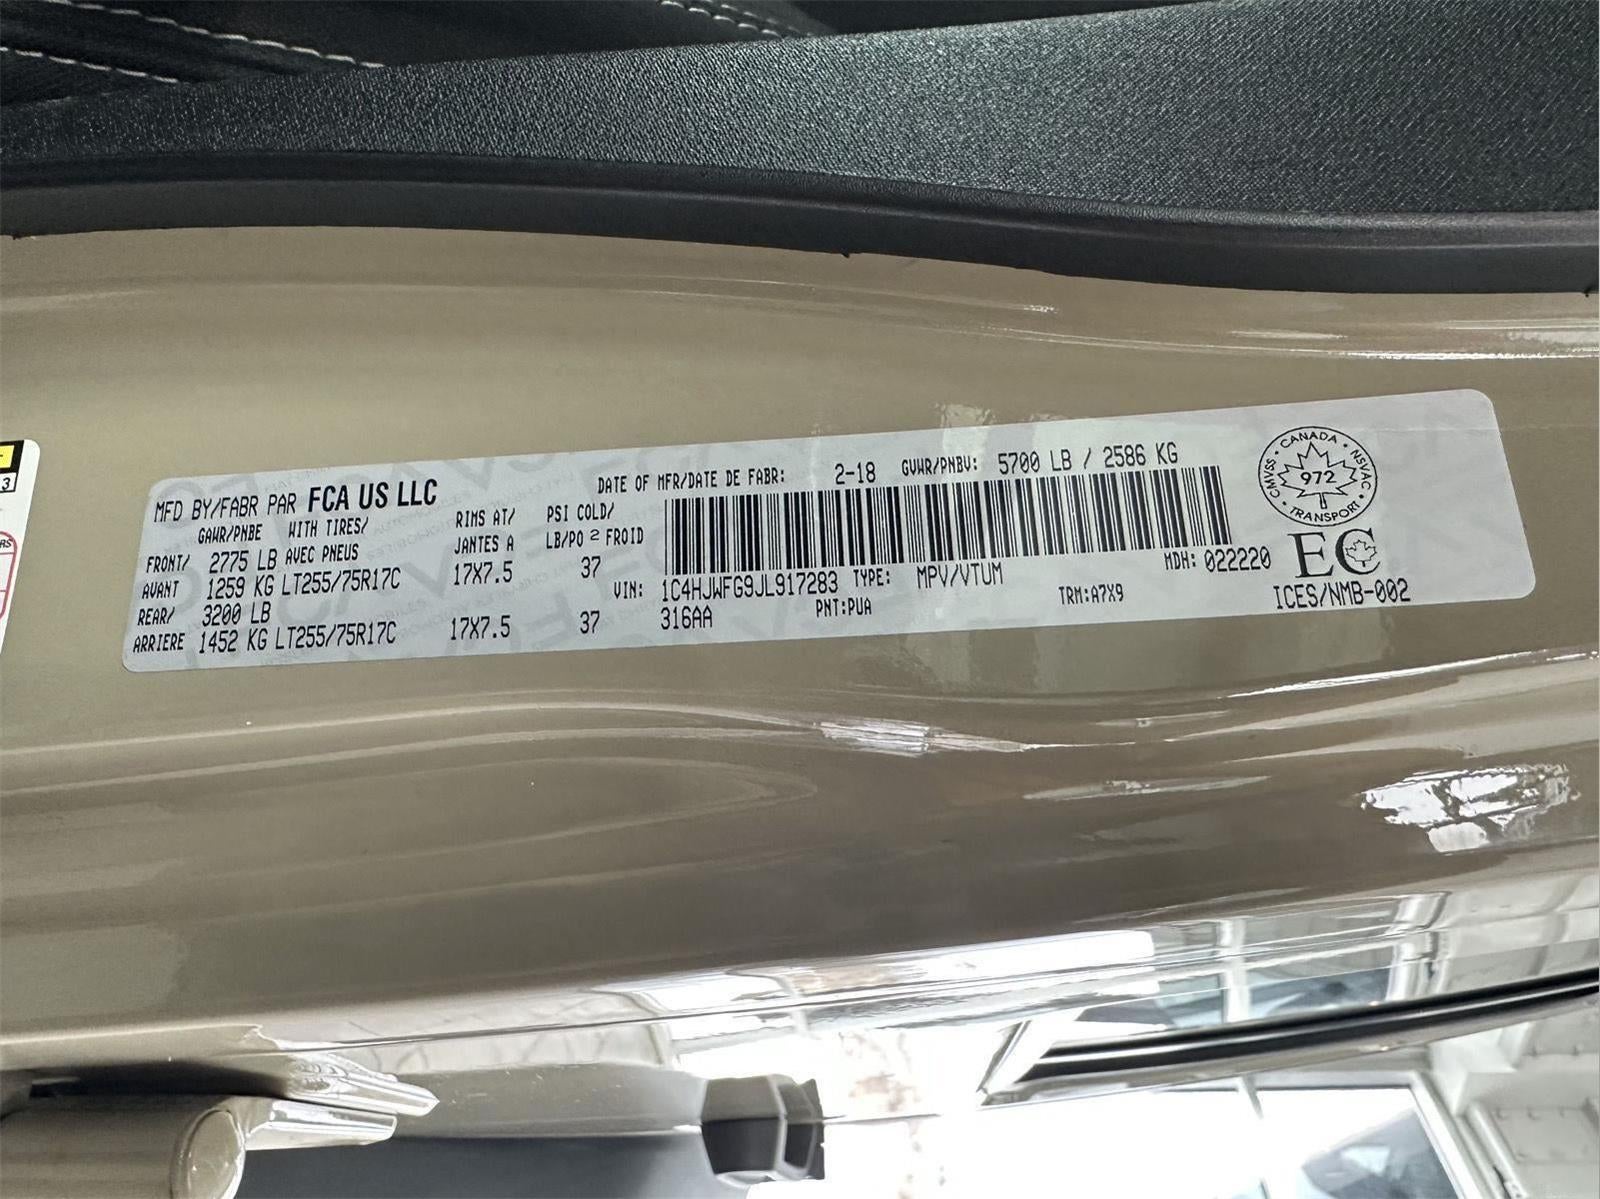 MFD BY/FABR PAR FCA US LLC
DATE OF MFR/DATE DE FABR: 2-18 GVWR/PNBV: 5700 LB / 2586 KG
GAWR/PNBE WITH TIRES/ RIMS AT/ PSI COLD/
AVEC PNEUS JANTES A LB/PO 2 FROID
FRONT/ 2775 LB
AVANT 1259 KG LT255/75R17C 17X7.5 37
REAR/ 3200 LB
ARRIERE 1452 KG LT255/75R17C 17X7.5 37
VIN: 1C4HJWFG9JL917283 TYPE: MPV/VTUM MDH: 022220
316AA PNT:PUA TRM:A7X9
CANADA
CMVSS NSVAC
972
TRANSPORT
EC
ICES/NMB-002
3
RS